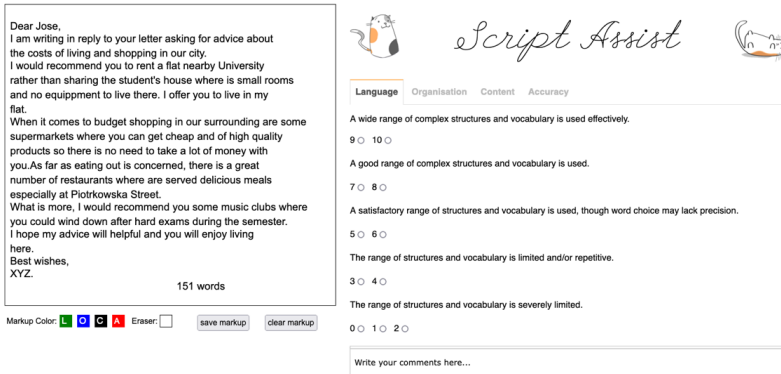 Dear Jose,
I am writing in reply to your letter asking for advice about
the costs of living and shopping in our city.
I would recommend you to rent a flat nearby University
rather than sharing the student's house where is small rooms
and no equippment to live there. I offer you to live in my
flat.
When it comes to budget shopping in our surrounding are some
supermarkets where you can get cheap and of high quality
products so there is no need to take a lot of money with
you.As far as eating out is concerned, there is a great
number of restaurants where are served delicious meals
especially at Piotrkowska Street.
What is more, I would recommend you some music clubs where
you could wind down after hard exams during the semester.
I hope my advice will helpful and you will enjoy living
here.
Best wishes,
XYZ.
151 words
Markup Color: L O C A Eraser:
save markup clear markup
Script Assist
Language Organisation Content Accuracy
A wide range of complex structures and vocabulary is used effectively.
9 10
A good range of complex structures and vocabulary is used.
7 8
A satisfactory range of structures and vocabulary is used, though word choice may lack precision.
5 6
The range of structures and vocabulary is limited and/or repetitive.
3 4
The range of structures and vocabulary is severely limited.
0 1 2
Write your comments here...